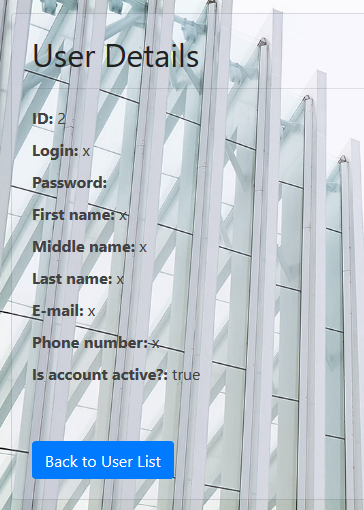 User Details
ID: 2
Login: x
Password:
First name: x
Middle name: x
Last name: x
E-mail: x
Phone number: x
Is account active?: true
Back to User List